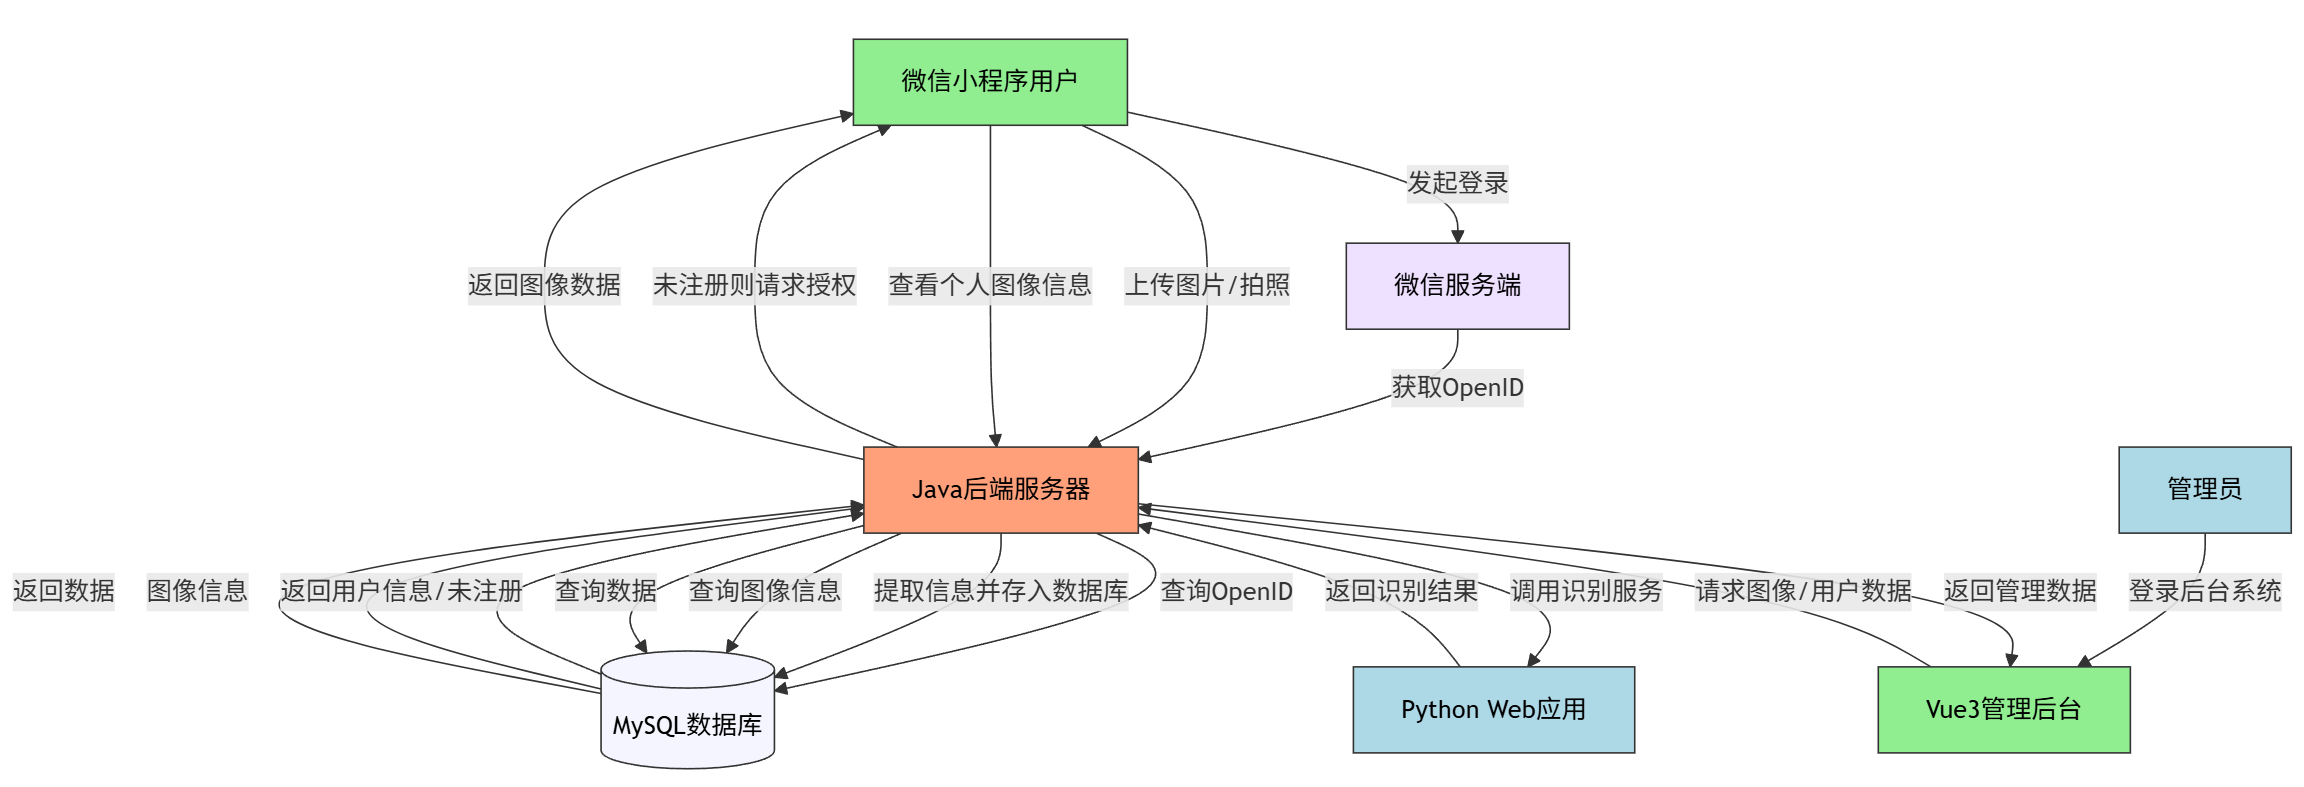 微信小程序用户
发起登录
返回图像数据
未注册则请求授权
查看个人图像信息
上传图片/拍照
微信服务端
获取OpenID
Java后端服务器
管理员
返回数据
图像信息
返回用户信息/未注册
查询数据
查询图像信息
提取信息并存入数据库
查询OpenID
返回识别结果
调用识别服务
请求图像/用户数据
返回管理数据
登录后台系统
MySQL数据库
Python Web应用
Vue3管理后台